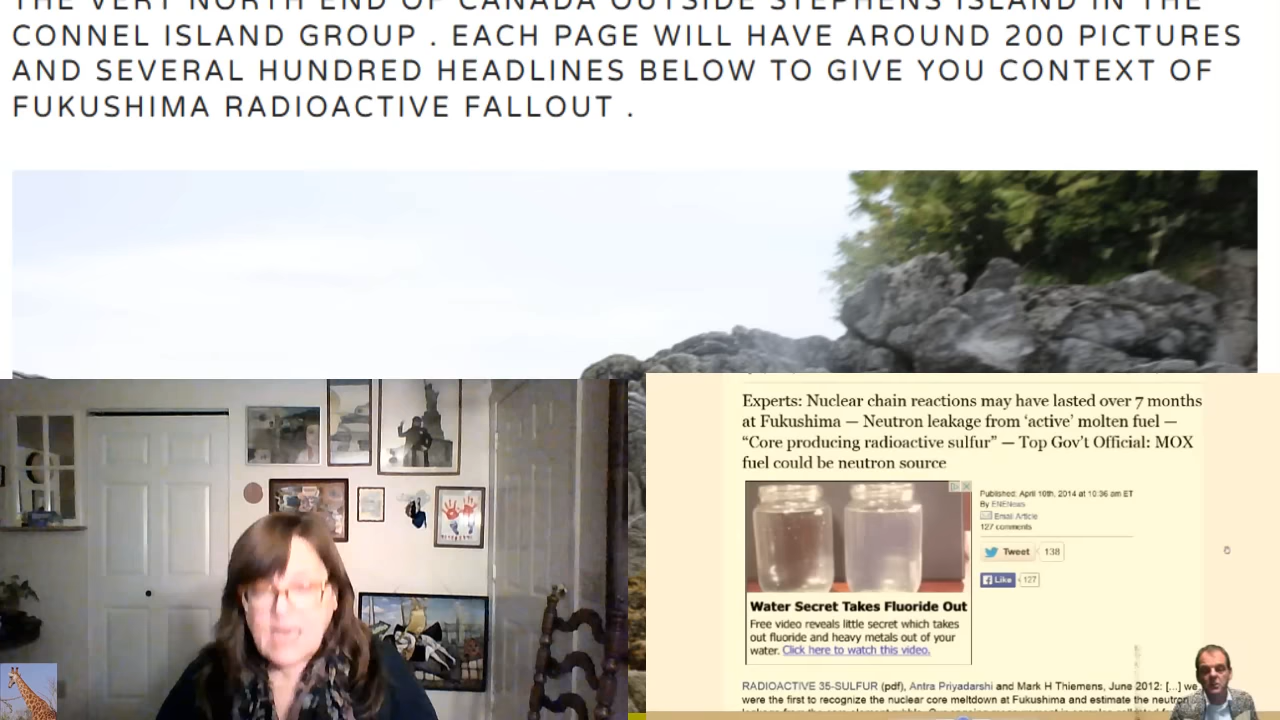 THE VERY NORTH END OF CANADA OUTSIDE STEPHENS ISLAND IN THE
CONNEL ISLAND GROUP . EACH PAGE WILL HAVE AROUND 200 PICTURES
AND SEVERAL HUNDRED HEADLINES BELOW TO GIVE YOU CONTEXT OF
FUKUSHIMA RADIOACTIVE FALLOUT .
Experts: Nuclear chain reactions may have lasted over 7 months
at Fukushima — Neutron leakage from ‘active’ molten fuel —
“Core producing radioactive sulfur” — Top Gov’t Official: MOX
fuel could be neutron source
Published: April 10th, 2014 at 10:36 am ET
By ENENews
Email Article
127 comments
Tweet 138
Like 127
Water Secret Takes Fluoride Out
Free video reveals little secret which takes
out fluoride and heavy metals out of your
water. Click here to watch this video.
RADIOACTIVE 35-SULFUR (pdf), Antra Priyadarshi and Mark H Thiemens, June 2012: [...] we
were the first to recognize the nuclear core meltdown at Fukushima and estimate the neutron